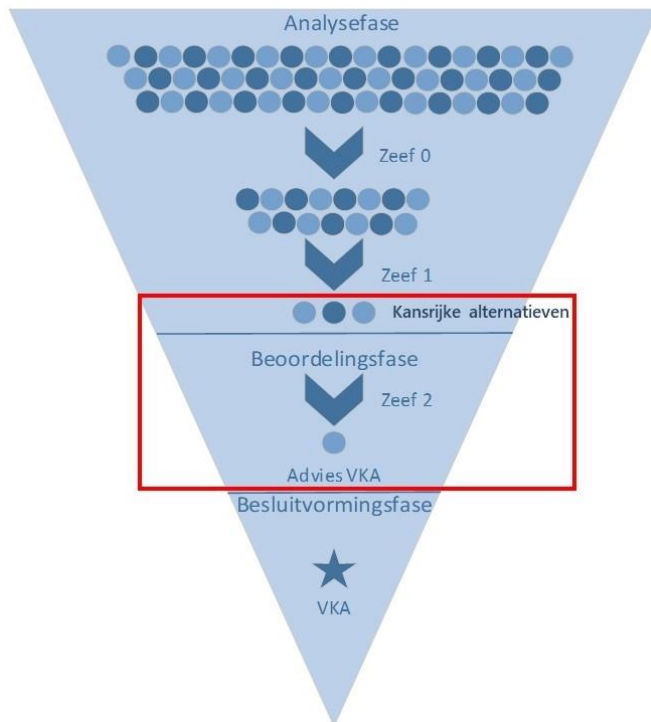 Analysefase
Zeef 0
Zeef 1
Kansrijke alternatieven
Beoordelingsfase
Zeef 2
Advies VKA
Besluitvormingsfase
VKA